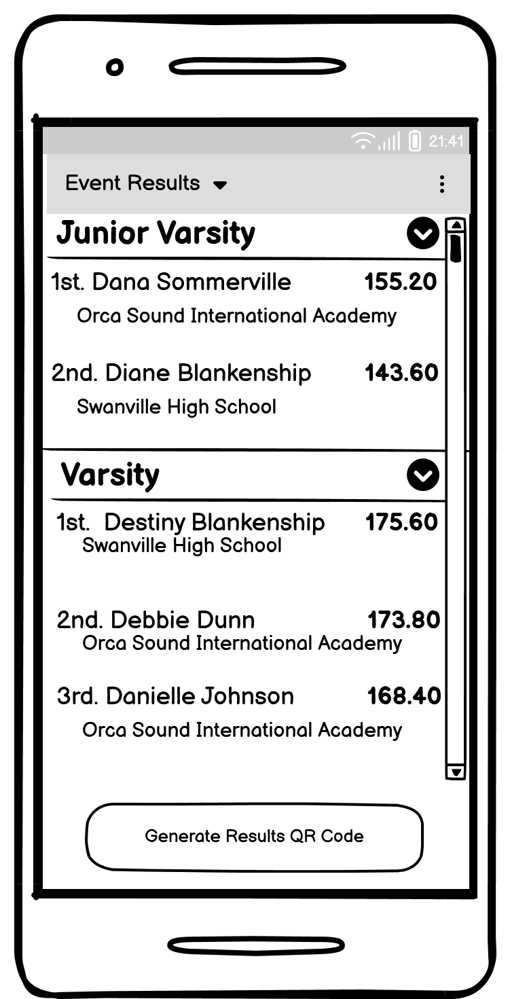 21:41
Event Results
Junior Varsity
1st. Dana Sommerville 155.20
Orca Sound International Academy
2nd. Diane Blankenship 143.60
Swanville High School
Varsity
1st. Destiny Blankenship 175.60
Swanville High School
2nd. Debbie Dunn 173.80
Orca Sound International Academy
3rd. Danielle Johnson 168.40
Orca Sound International Academy
Generate Results QR Code